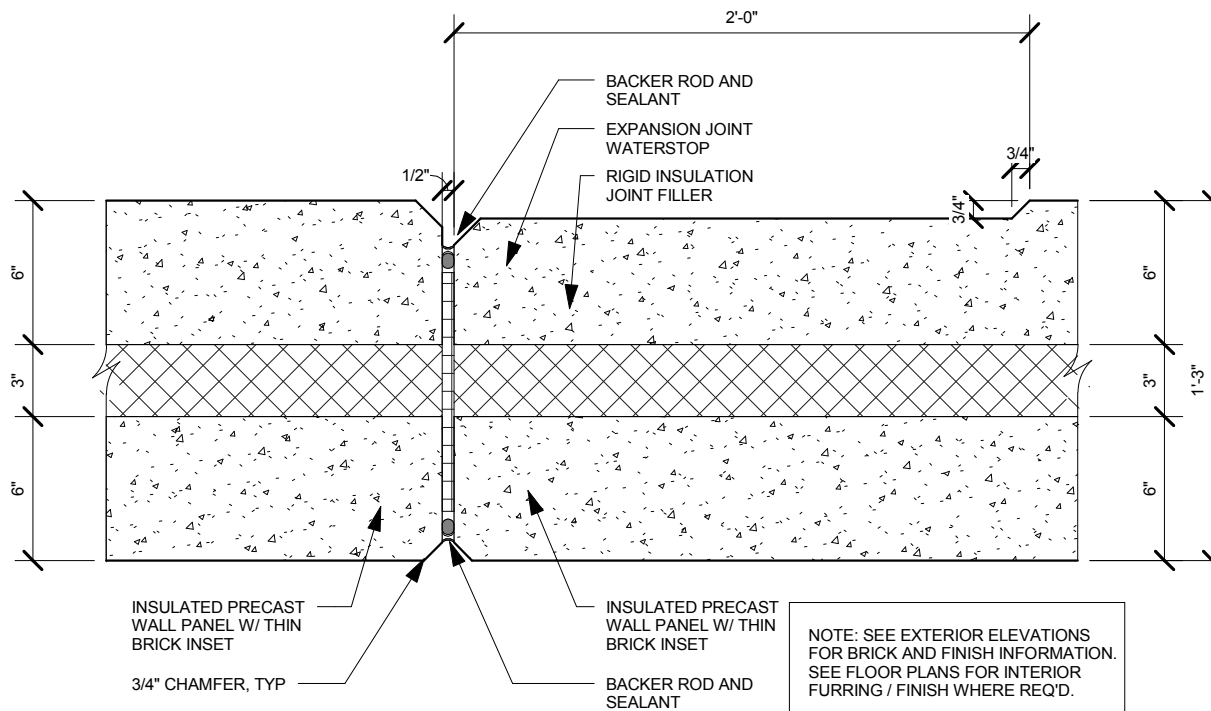 2'-0"
BACKER ROD AND
SEALANT
EXPANSION JOINT
WATERSTOP
RIGID INSULATION
JOINT FILLER
1/2"
3/4"
3/4"
6"
3"
6"
6"
3"
6"
1'-3"
INSULATED PRECAST
WALL PANEL W/ THIN
BRICK INSET
3/4" CHAMFER, TYP
INSULATED PRECAST
WALL PANEL W/ THIN
BRICK INSET
BACKER ROD AND
SEALANT
NOTE: SEE EXTERIOR ELEVATIONS
FOR BRICK AND FINISH INFORMATION.
SEE FLOOR PLANS FOR INTERIOR
FURRING / FINISH WHERE REQ'D.